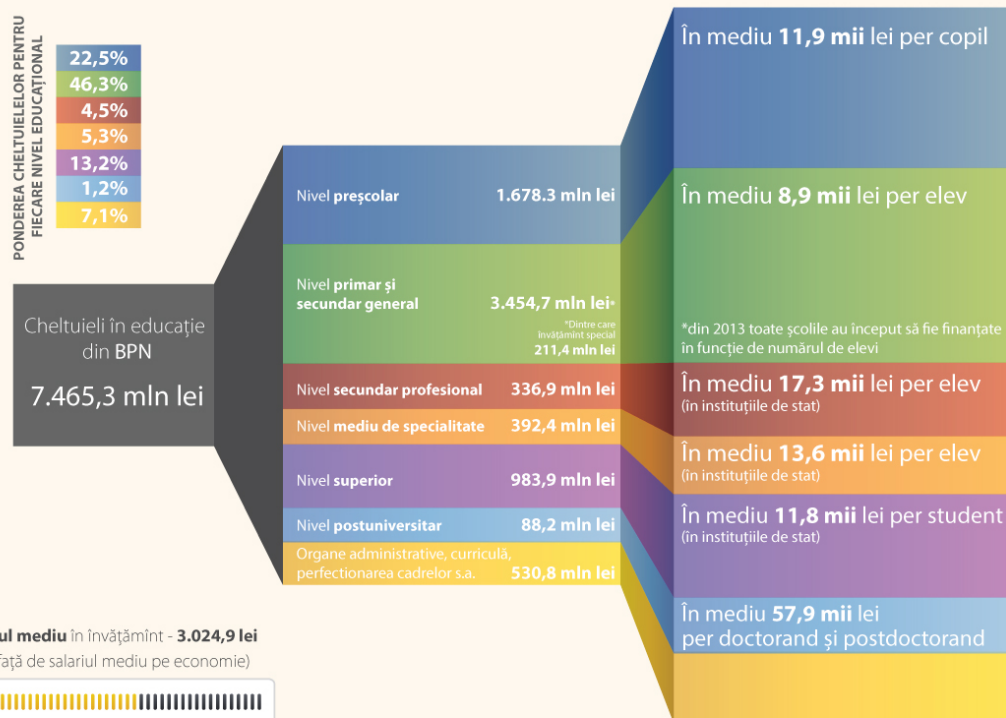 PONDEREA CHELTUIELELOR PENTRU
FIECARE NIVEL EDUCAȚIONAL
22,5%
46,3%
4,5%
5,3%
13,2%
1,2%
7,1%
Cheltuieli în educație
din BPN
7.465,3 mln lei
Nivel preșcolar 1.678.3 mln lei
Nivel primar și
secundar general 3.454,7 mln lei*
*Dintre care
învățămînt special
211,4 mln lei
Nivel secundar profesional 336,9 mln lei
Nivel mediu de specialitate 392,4 mln lei
Nivel superior 983,9 mln lei
Nivel postuniversitar 88,2 mln lei
Organe administrative, curriculă,
perfectionarea cadrelor s.a. 530,8 mln lei
În mediu 11,9 mii lei per copil
În mediu 8,9 mii lei per elev
*din 2013 toate școlile au început să fie finanțate
în funcție de numărul de elevi
În mediu 17,3 mii lei per elev
(în instituțiile de stat)
În mediu 13,6 mii lei per elev
(în instituțiile de stat)
În mediu 11,8 mii lei per student
(în instituțiile de stat)
În mediu 57,9 mii lei
per doctorand și postdoctorand
ul mediu în învățămînt - 3.024,9 lei
față de salariul mediu pe economie)